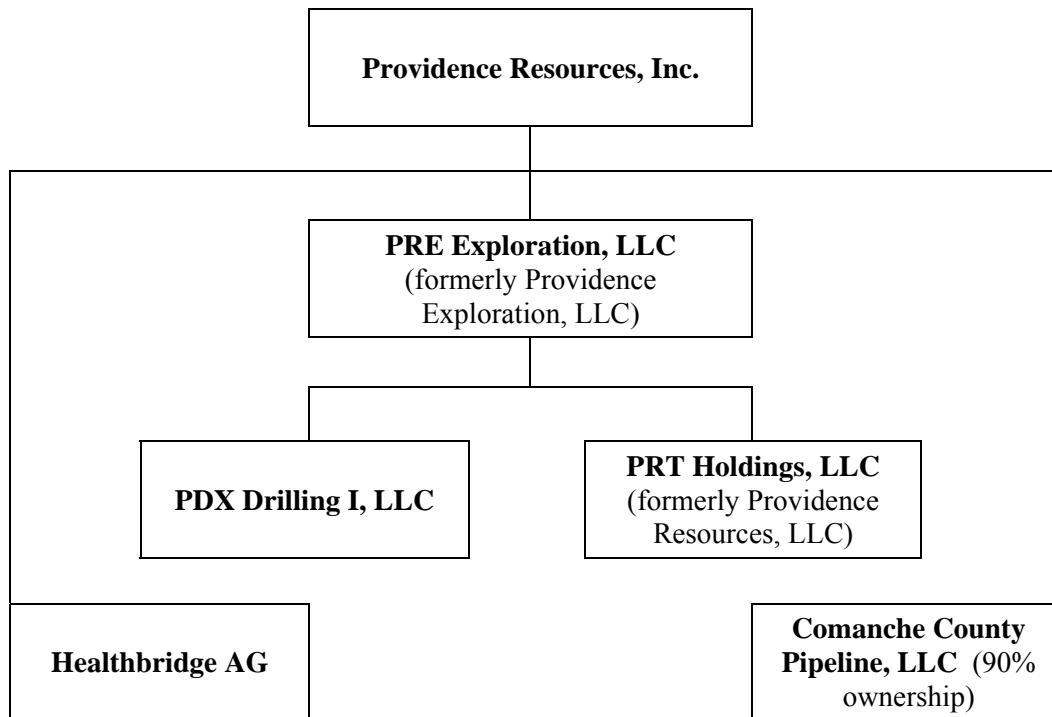 Providence Resources, Inc.
PRE Exploration, LLC
(formerly Providence
Exploration, LLC)
PDX Drilling I, LLC
PRT Holdings, LLC
(formerly Providence
Resources, LLC)
Healthbridge AG
Comanche County
Pipeline, LLC (90%
ownership)